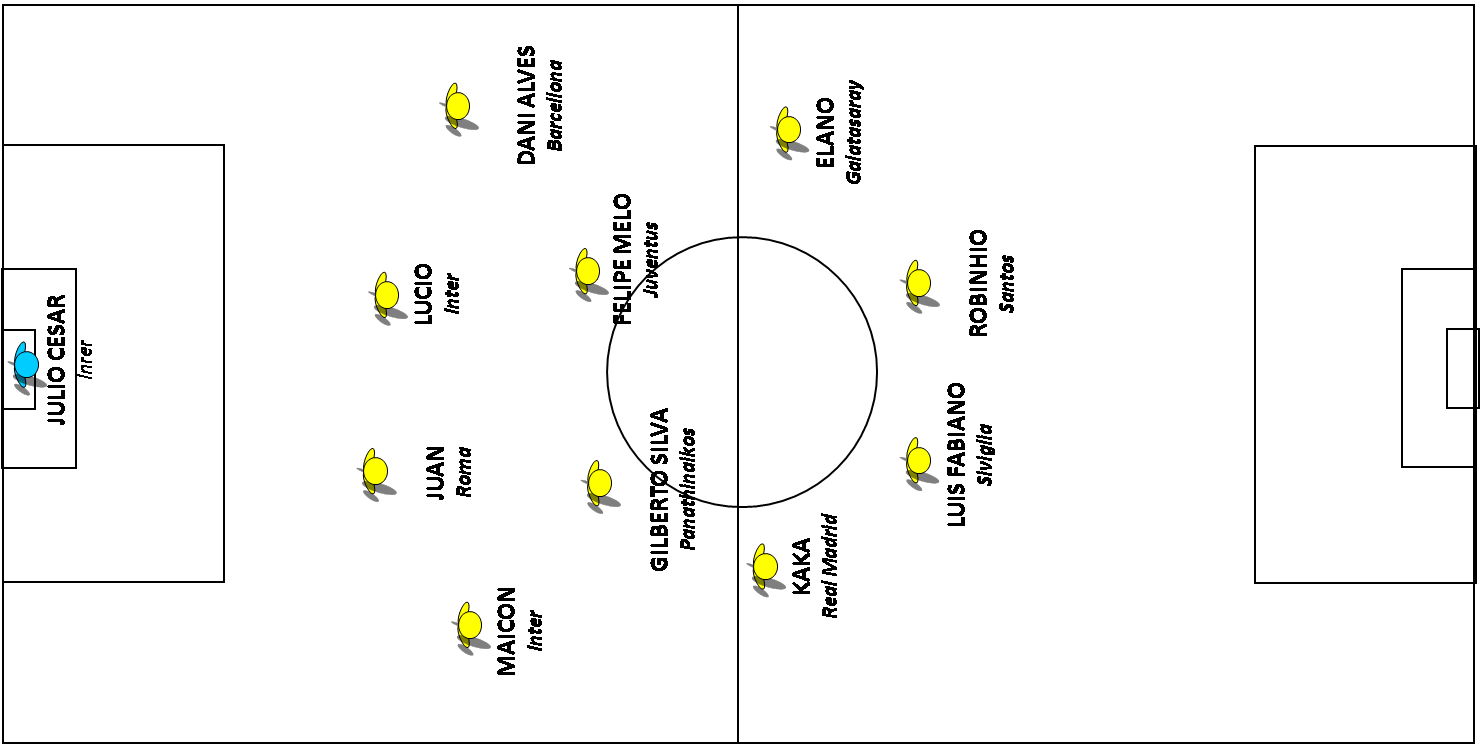 JULIO CESAR
Inrer
DANI ALVES
Barcellona
LUCIO
Inter
JUAN
Roma
MAICON
Inter
FELIPE MELO
Juventus
GILBERTO SILVA
Panathinaikos
ELANO
Galatasaray
KAKA
Real Madrid
ROBINHIO
Santos
LUIS FABIANO
Siviglia